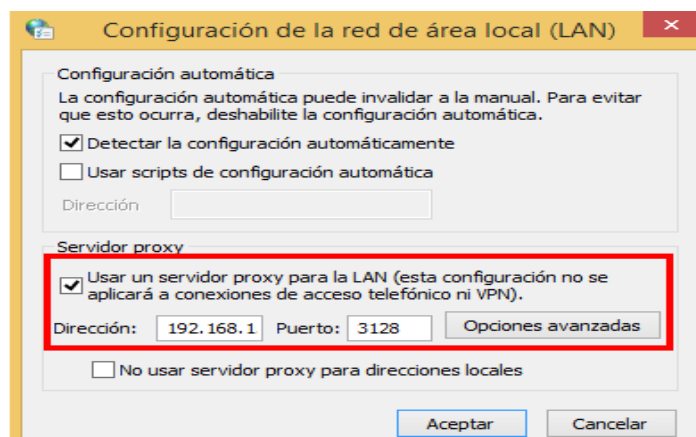 Configuración de la red de área local (LAN)
Configuración automática
La configuración automática puede invalidar a la manual. Para evitar
que esto ocurra, deshabilite la configuración automática.
Detectar la configuración automáticamente
Usar scripts de configuración automática
Dirección
Servidor proxy
Usar un servidor proxy para la LAN (esta configuración no se
aplicará a conexiones de acceso telefónico ni VPN).
Dirección: 192.168.1 Puerto: 3128 Opciones avanzadas
No usar servidor proxy para direcciones locales
Aceptar Cancelar